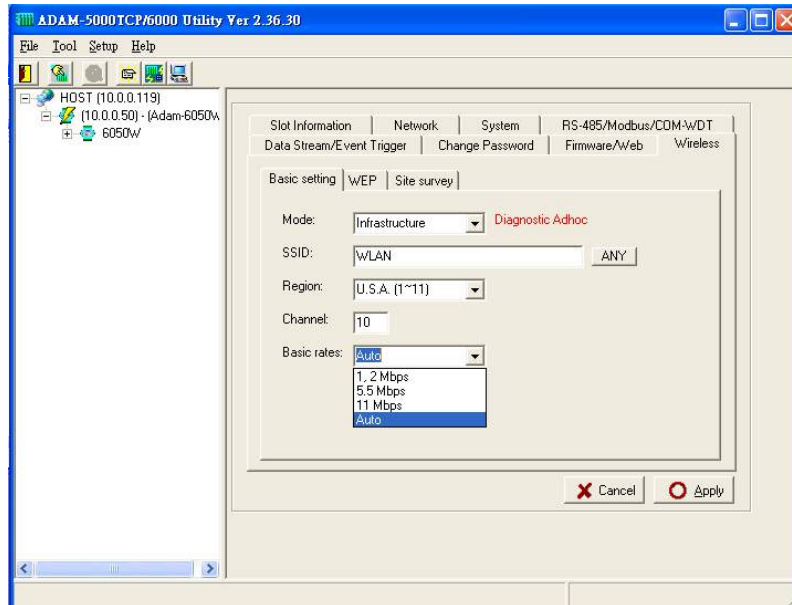 ADAM-5000TCP/6000 Utility Ver 2.36.30
File Tool Setup Help
HOST (10.0.0.119)
(10.0.0.50) - (Adam-6050W
6050W
Slot Information Network System RS-485/Modbus/COM-WDT
Data Stream/Event Trigger Change Password Firmware/Web Wireless
Basic setting WEP Site survey
Mode: Infrastructure Diagnostic Adhoc
SSID: WLAN ANY
Region: U.S.A. (1~11)
Channel: 10
Basic rates: Auto
1, 2 Mbps
5.5 Mbps
11 Mbps
Auto
Cancel Apply